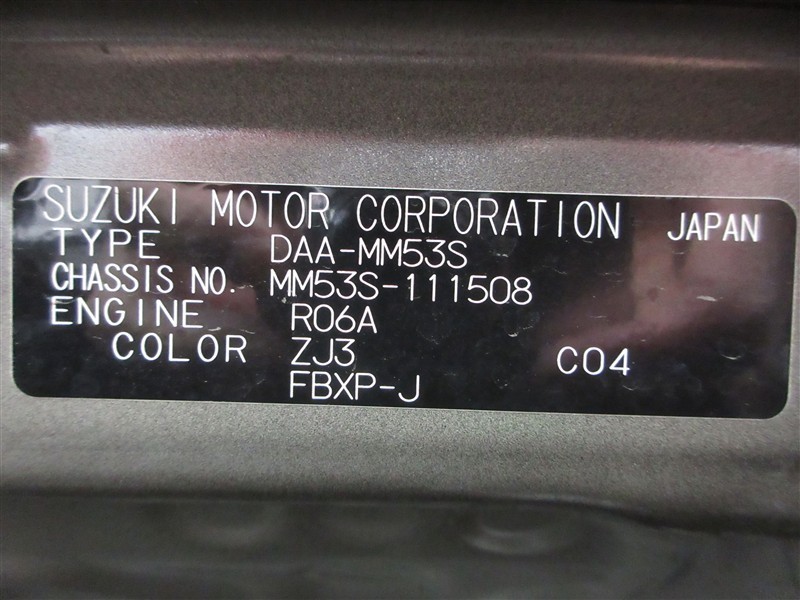 SUZUKI MOTOR CORPORATION JAPAN
TYPE DAA-MM53S
CHASSIS NO. MM53S-111508
ENGINE R06A
COLOR ZJ3 C04
FBXP-J